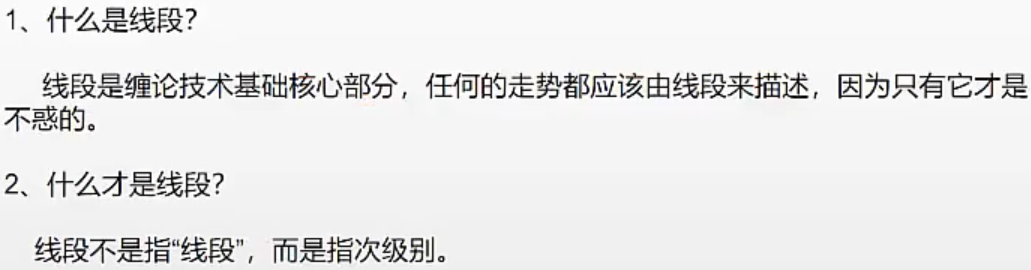 1、什么是线段？
线段是缠论技术基础核心部分，任何的走势都应该由线段来描述，因为只有它才是
不惑的。
2、什么才是线段？
线段不是指“线段”，而是指次级别。